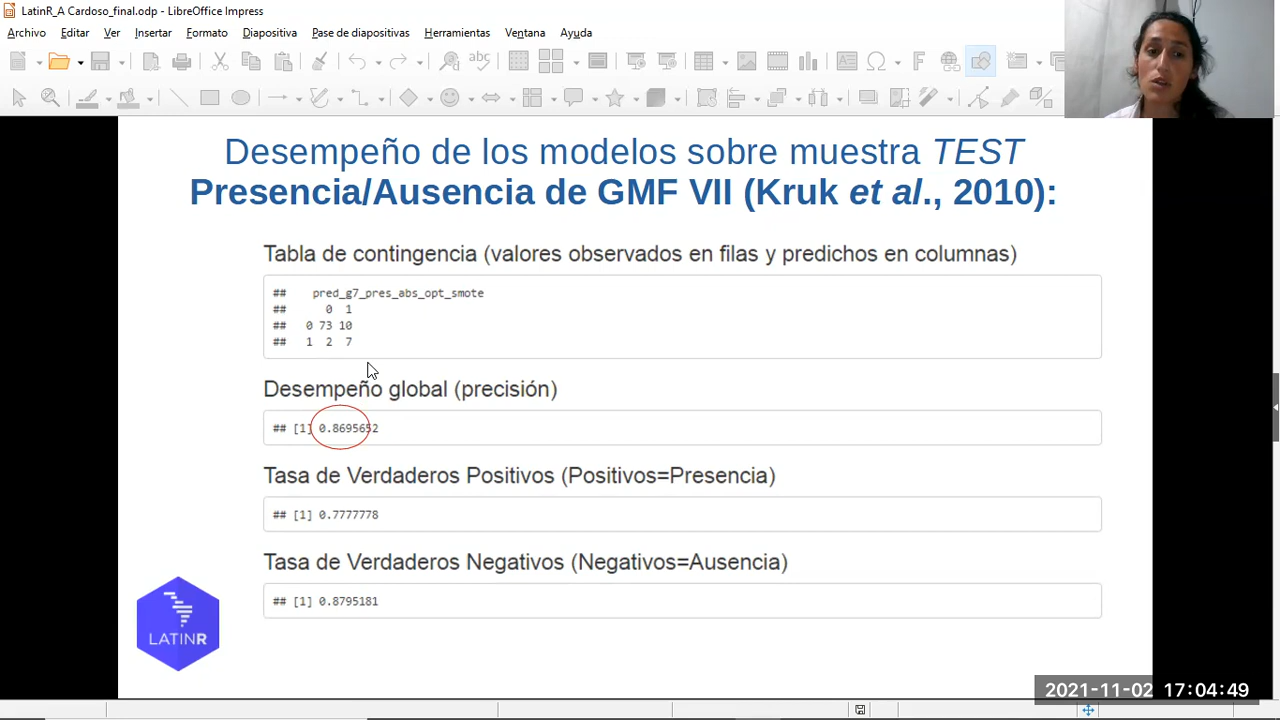 LatinR_A Cardoso_final.odp - LibreOffice Impress
Archivo Editar Ver Insertar Formato Diapositiva Pase de diapositivas Herramientas Ventana Ayuda
Desempeño de los modelos sobre muestra TEST
Presencia/Ausencia de GMF VII (Kruk et al., 2010):
Tabla de contingencia (valores observados en filas y predichos en columnas)
## pred_g7_pres_abs_opt_smote
## 0 1
## 0 73 10
## 1 2 7
Desempeño global (precisión)
## [1] 0.8695652
Tasa de Verdaderos Positivos (Positivos=Presencia)
## [1] 0.7777778
Tasa de Verdaderos Negativos (Negativos=Ausencia)
## [1] 0.8795181
LATINR
2021-11-02 17:04:49